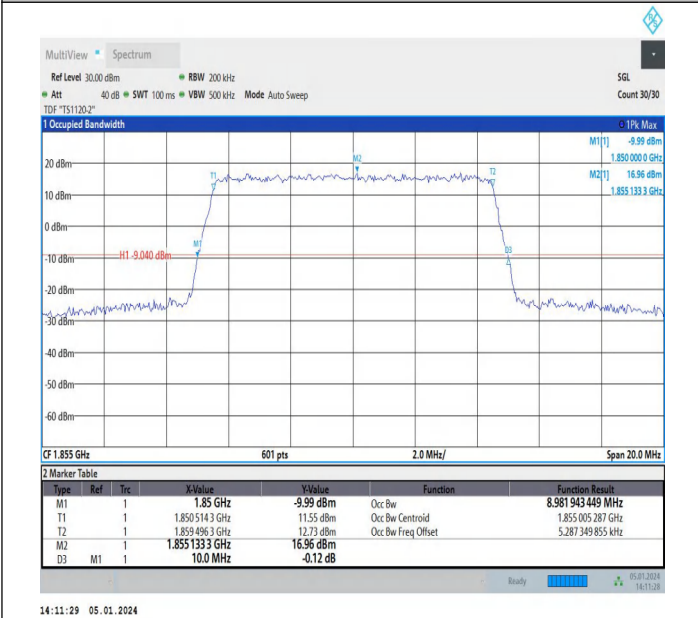 MultiView Spectrum
Ref Level 30.00 dBm RBW 200 kHz SGL
Att 40 dB SWT 100 ms VBW 500 kHz Mode Auto Sweep Count 30/30
TDF "TS1120-2"
1 Occupied Bandwidth 1Pk Max
M1[1] -9.99 dBm
1.850 000 0 GHz
M2[1] 16.96 dBm
1.855 133 3 GHz
20 dBm
10 dBm
0 dBm
-10 dBm
-20 dBm
-30 dBm
-40 dBm
-50 dBm
-60 dBm
H1 -9.040 dBm
M1
T1
M2
T2
D3
CF 1.855 GHz 601 pts 2.0 MHz/ Span 20.0 MHz
2 Marker Table
Type Ref Trc X-Value Y-Value Function Function Result
M1 1 1.85 GHz -9.99 dBm Occ Bw 8.981 943 449 MHz
T1 1 1.850 514 3 GHz 11.55 dBm Occ Bw Centroid 1.855 005 287 GHz
T2 1 1.859 496 3 GHz 12.73 dBm Occ Bw Freq Offset 5.287 349 855 kHz
M2 1 1.855 133 3 GHz 16.96 dBm
D3 M1 1 10.0 MHz -0.12 dB
Ready 05.01.2024
14:11:28
14:11:29 05.01.2024